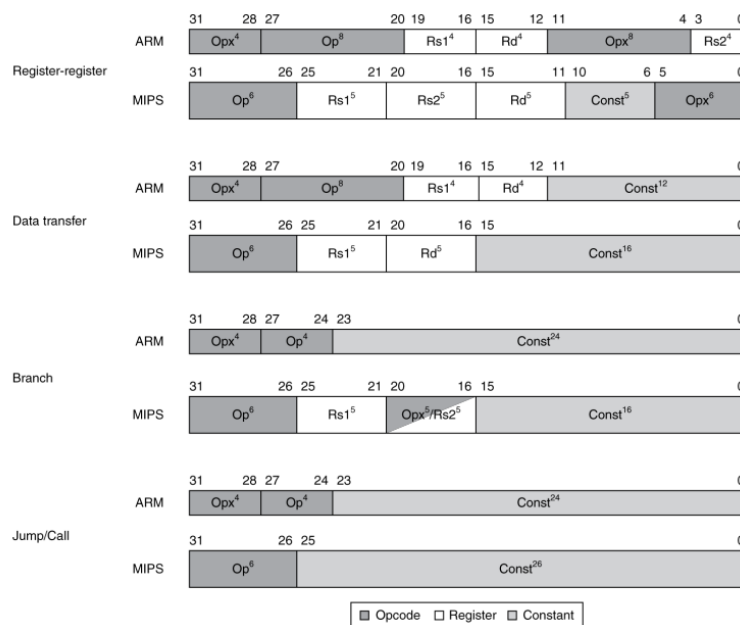 31 28 27 20 19 16 15 12 11 4 3 0
ARM Opx⁴ Op⁸ Rs1⁴ Rd⁴ Opx⁸ Rs2⁴
Register-register
31 26 25 21 20 16 15 11 10 6 5 0
MIPS Op⁶ Rs1⁵ Rs2⁵ Rd⁵ Const⁵ Opx⁶
31 28 27 20 19 16 15 12 11 0
ARM Opx⁴ Op⁸ Rs1⁴ Rd⁴ Const¹²
Data transfer
31 26 25 21 20 16 15 0
MIPS Op⁶ Rs1⁵ Rd⁵ Const¹⁶
31 28 27 24 23 0
ARM Opx⁴ Op⁴ Const²⁴
Branch
31 26 25 21 20 16 15 0
MIPS Op⁶ Rs1⁵ Opx⁵/Rs2⁵ Const¹⁶
31 28 27 24 23 0
ARM Opx⁴ Op⁴ Const²⁴
Jump/Call
31 26 25 0
MIPS Op⁶ Const²⁶
Opcode Register Constant